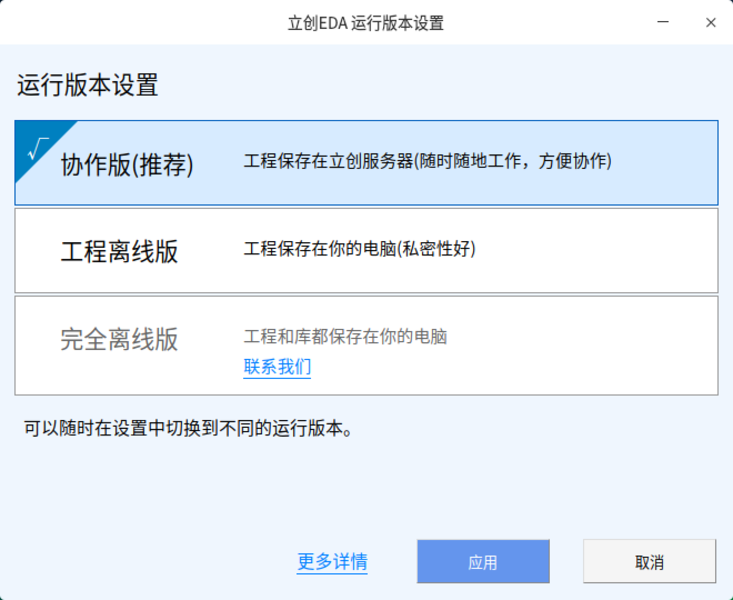 立创EDA 运行版本设置
运行版本设置
协作版(推荐)
工程保存在立创服务器(随时随地工作，方便协作)
工程离线版
工程保存在你的电脑(私密性好)
完全离线版
工程和库都保存在你的电脑
联系我们
可以随时在设置中切换到不同的运行版本。
更多详情
应用
取消